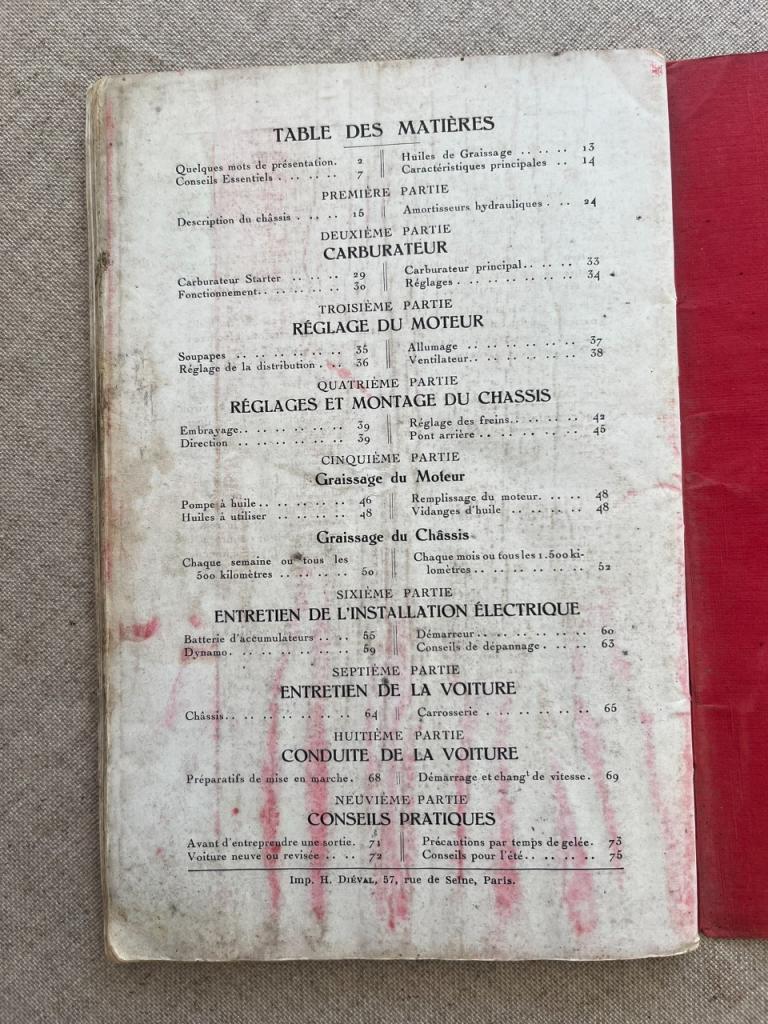 TABLE DES MATIÈRES
Quelques mots de présentation. 2
Conseils Essentiels . . . . . . 7
Huiles de Graissage . . . . . 13
Caractéristiques principales . . 14
PREMIÈRE PARTIE
Description du châssis . . . . 15
Amortisseurs hydrauliques . . . 24
DEUXIÈME PARTIE
CARBURATEUR
Carburateur Starter . . . . . 29
Fonctionnement. . . . . . . . 30
Carburateur principal. . . . . 33
Réglages . . . . . . . . . . . 34
TROISIÈME PARTIE
RÉGLAGE DU MOTEUR
Soupapes . . . . . . . . . 35
Réglage de la distribution . . . 36
Allumage . . . . . . . . . . 37
Ventilateur. . . . . . . . . . 38
QUATRIÈME PARTIE
RÉGLAGES ET MONTAGE DU CHASSIS
Embrayage. . . . . . . . . . 39
Direction . . . . . . . . . . 39
Réglage des freins. . . . . . . 42
Pont arrière . . . . . . . . . 45
CINQUIÈME PARTIE
Graissage du Moteur
Pompe à huile . . . . . . . . 46
Huiles à utiliser . . . . . . . 48
Remplissage du moteur. . . . . 48
Vidanges d'huile . . . . . . . 48
Graissage du Châssis
Chaque semaine ou tous les
500 kilomètres . . . . . . . 50
Chaque mois ou tous les 1.500 ki-
lomètres . . . . . . . . . . 52
SIXIÈME PARTIE
ENTRETIEN DE L'INSTALLATION ÉLECTRIQUE
Batterie d'accumulateurs . . . . 55
Dynamo. . . . . . . . . . . 59
Démarreur . . . . . . . . . . 60
Conseils de dépannage . . . . . 63
SEPTIÈME PARTIE
ENTRETIEN DE LA VOITURE
Châssis. . . . . . . . . . . . 64
Carrosserie . . . . . . . . . 65
HUITIÈME PARTIE
CONDUITE DE LA VOITURE
Préparatifs de mise en marche. 68
Démarrage et changt de vitesse. 69
NEUVIÈME PARTIE
CONSEILS PRATIQUES
Avant d'entreprendre une sortie. 71
Voiture neuve ou revisée . . . . 72
Précautions par temps de gelée. 73
Conseils pour l'été. . . . . . . 75
Imp. H. DIÉVAL, 57, rue de Seine, Paris.